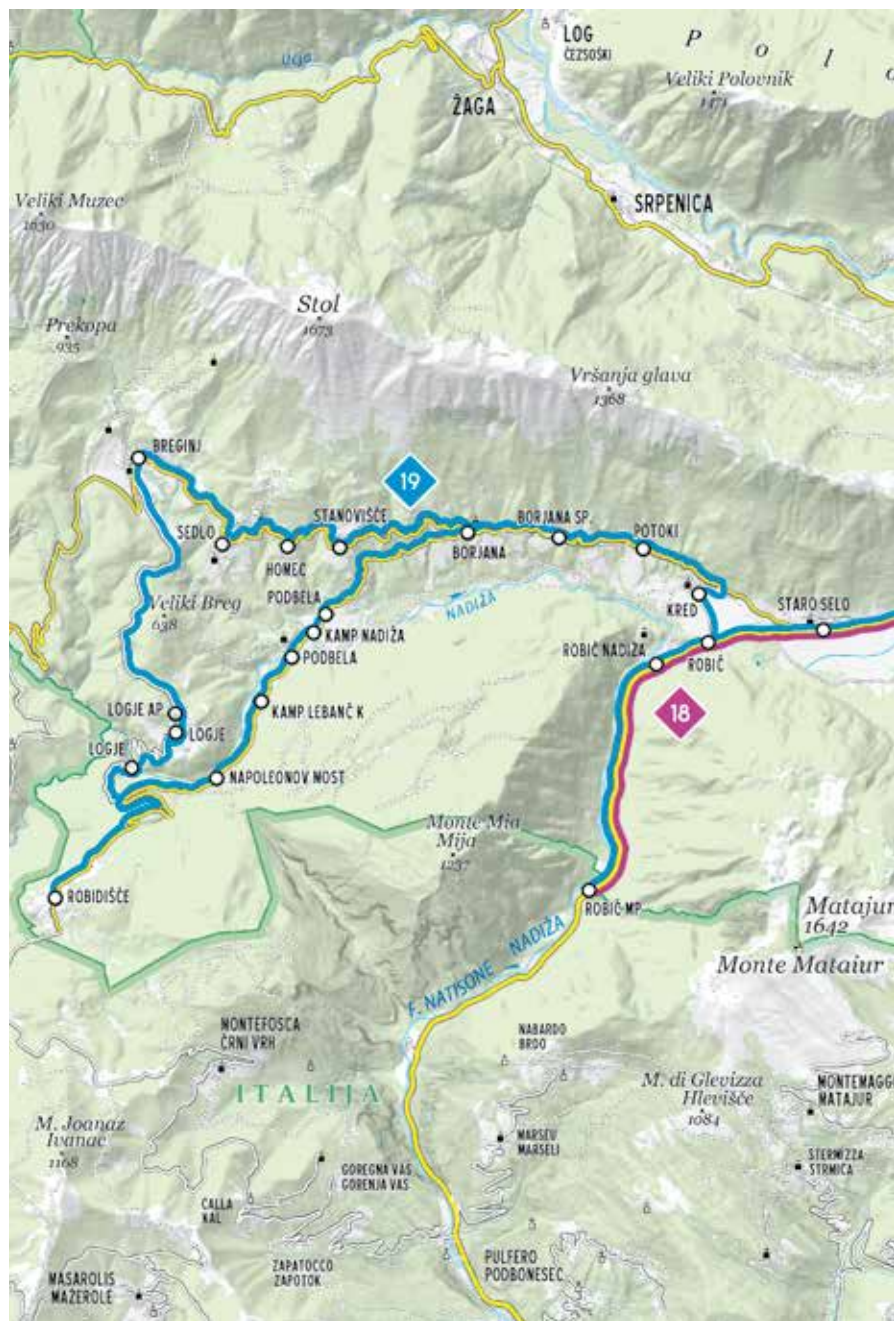 LOG
ČEZSOŠKI
P o l o
UČJA
Veliki Polovnik
1471
ŽAGA
SRPENICA
Veliki Muzec
1630
Stol
1673
Prekopa
935
Vršanja glava
1368
BREGINJ
19
STANOVIŠČE
BORJANA SP.
SEDLO
POTOKI
HOMEC
BORJANA
PODBELA
Veliki Breg
638
NADIŽA
KRED
STARO SELO
KAMP NADIŽA
ROBIČ NADIŽA
ROBIČ
PODBELA
LOGJE AP
KAMP LEBANČ K
18
LOGJE
LOGJE
NAPOLEONOV MOST
Monte Mia
Mija
1237
ROBIDIŠČE
ROBIČ MP
Matajur
1642
Monte Mataiur
F. NATISONE NADIŽA
MONTEFOSCA
ČRNI VRH
NABARDO
BRDO
ITALIJA
M. di Glevizza
Hlevišče
1084
MONTEMAGG
MATAJUR
M. Joanaz
Ivanac
1168
MARSEU
MARSELI
GOREGNA VAS
GORENJA VAS
STERMIZZA
STRMICA
CALLA
KAL
ZAPATOCCO
ZAPOTOK
PULFERO
PODBONESEC
MASAROLIS
MAŽEROLE